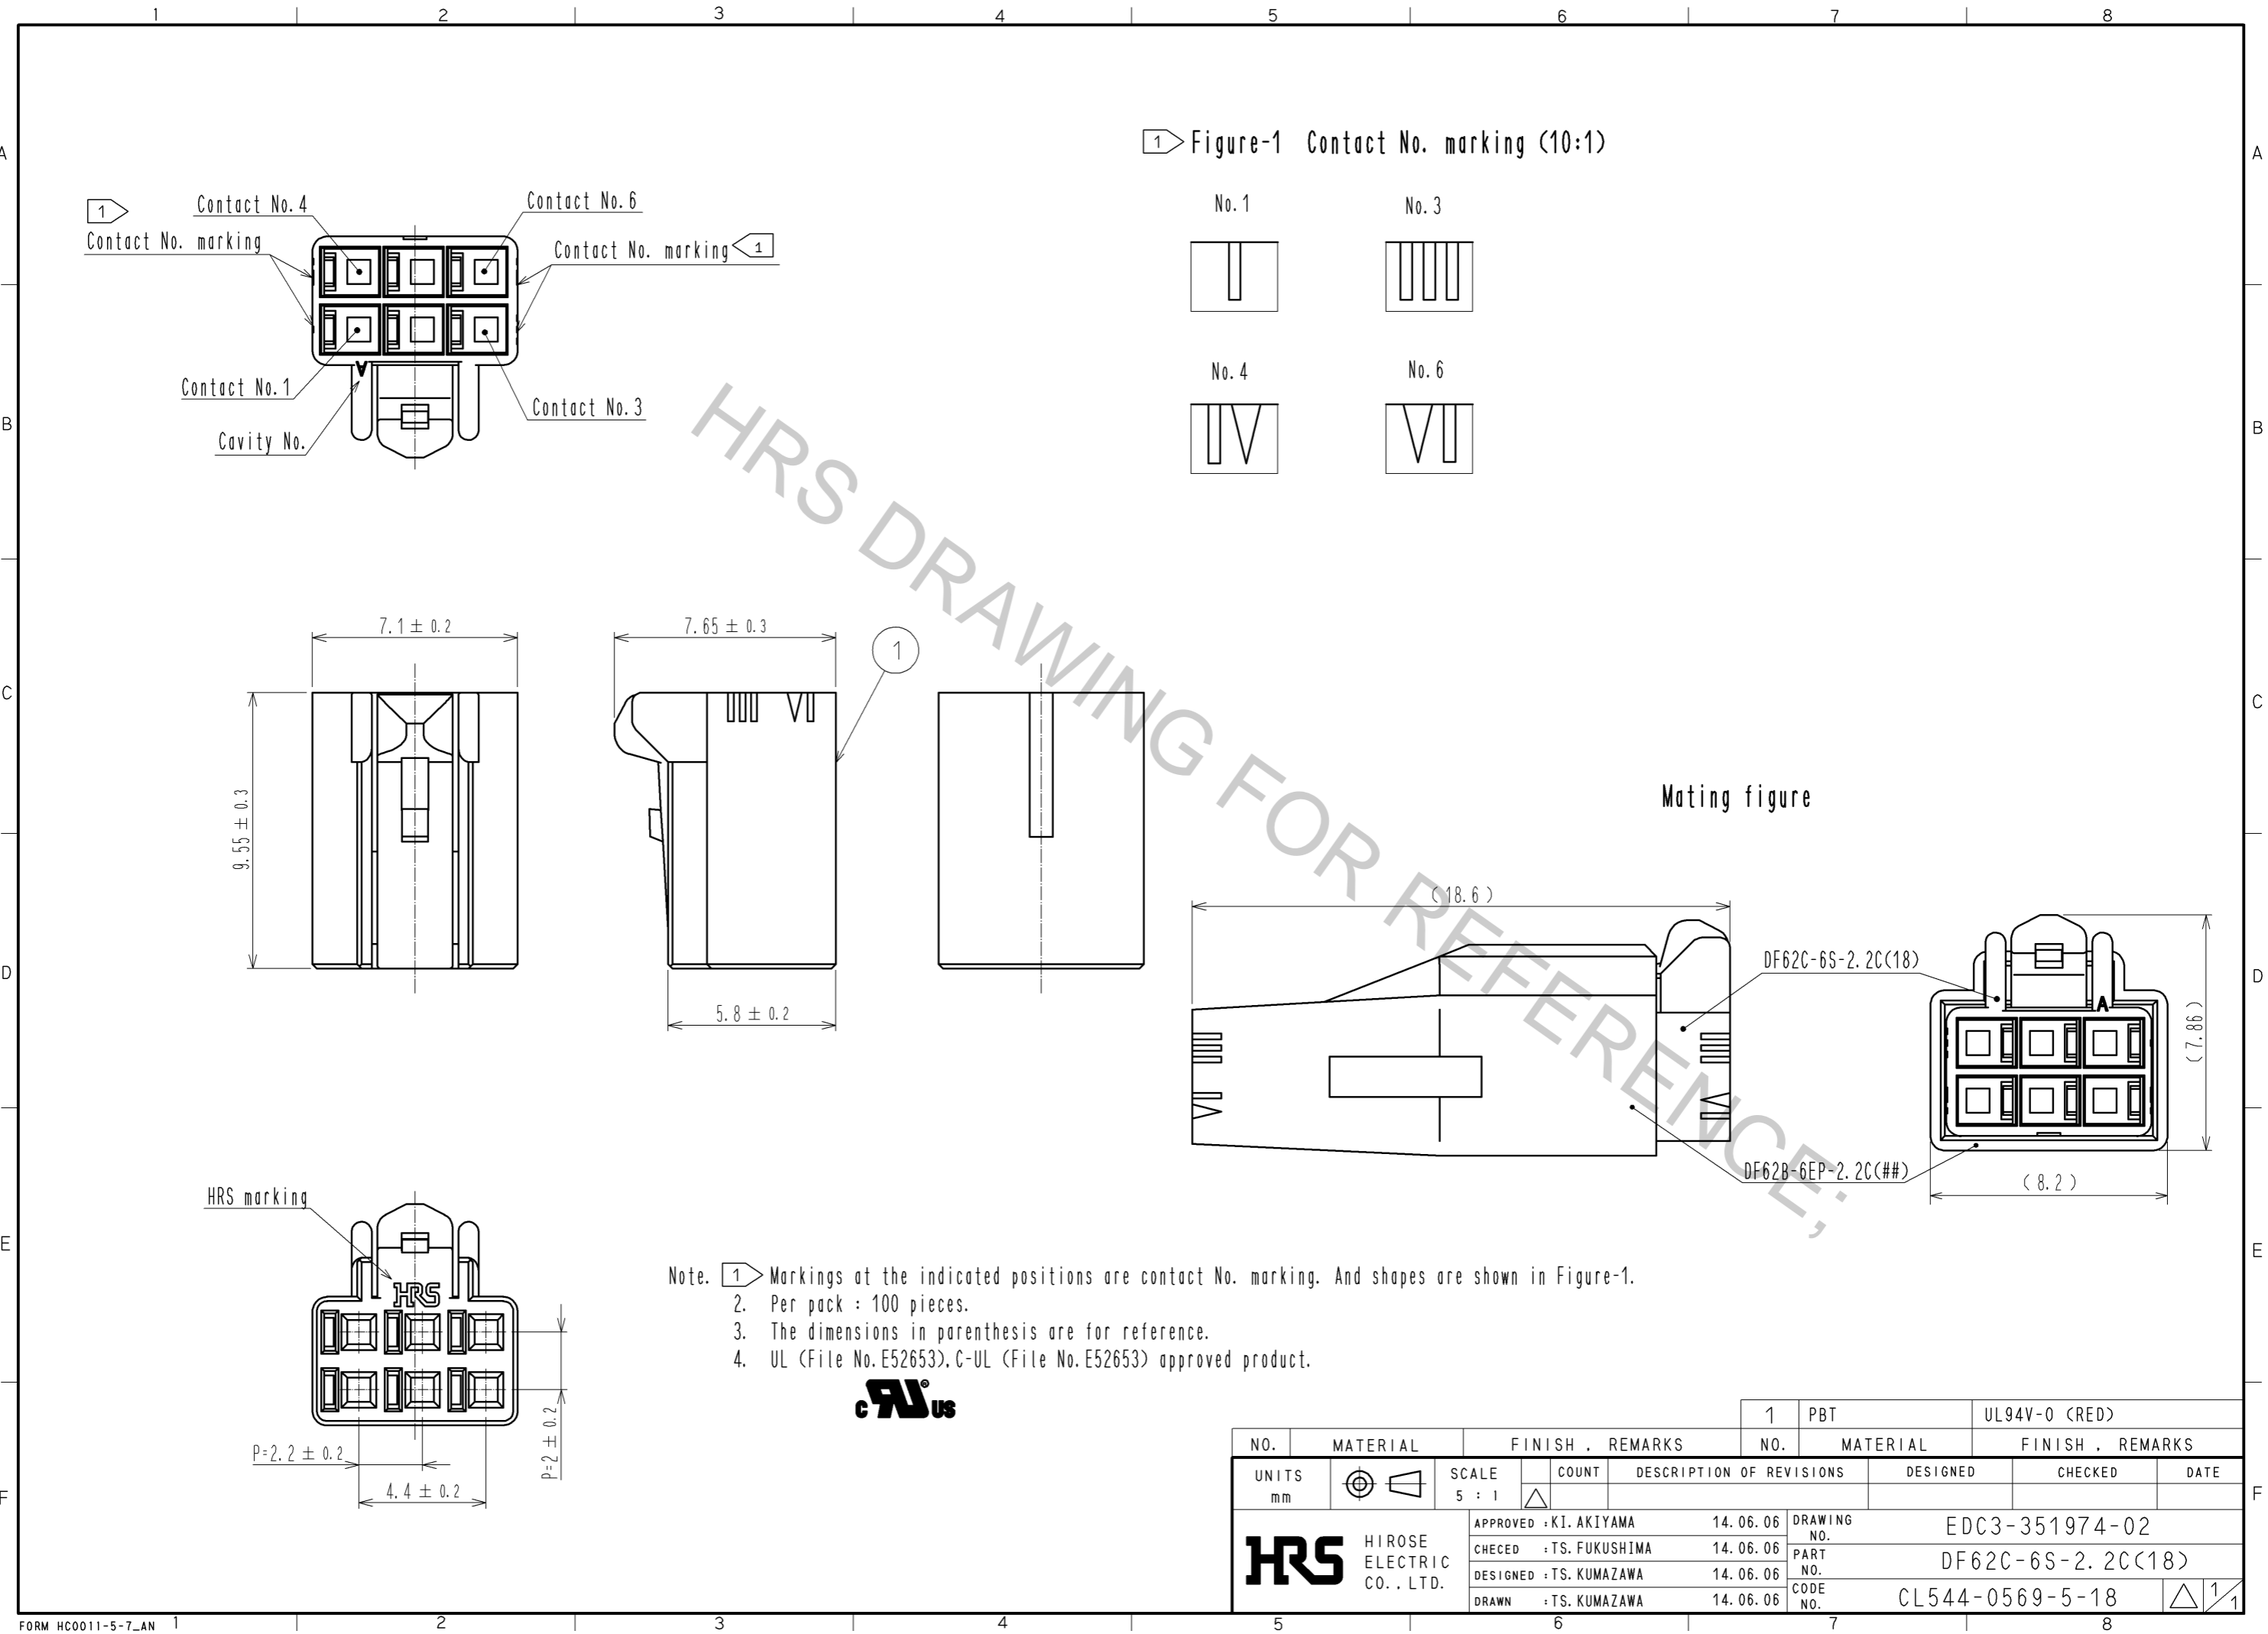 1 2 3 4 5 6 7 8
A A
B B
C C
D D
E E
F F
1 Figure-1 Contact No. marking (10:1)
No.1 No.3
No.4 No.6
1
Contact No.4
Contact No.6
Contact No. marking
Contact No. marking 1
Contact No.1
Contact No.3
Cavity No.
A
HRS DRAWING FOR REFERENCE;
7.1 ± 0.2
7.65 ± 0.3
1
9.55 ± 0.3
5.8 ± 0.2
Mating figure
(18.6)
DF62C-6S-2.2C(18)
A
(7.86)
DF62B-6EP-2.2C(##)
(8.2)
HRS marking
HRS
P=2.2 ± 0.2
4.4 ± 0.2
P=2 ± 0.2
Note. 1 Markings at the indicated positions are contact No. marking. And shapes are shown in Figure-1.
2. Per pack : 100 pieces.
3. The dimensions in parenthesis are for reference.
4. UL (File No.E52653),C-UL (File No.E52653) approved product.
c RU ® US
1 PBT UL94V-0 (RED)
NO. MATERIAL FINISH . REMARKS NO. MATERIAL FINISH . REMARKS
UNITS mm
SCALE 5 : 1
COUNT DESCRIPTION OF REVISIONS DESIGNED CHECKED DATE
HRS HIROSE ELECTRIC CO.,LTD.
APPROVED :KI.AKIYAMA 14.06.06
CHECED :TS.FUKUSHIMA 14.06.06
DESIGNED :TS.KUMAZAWA 14.06.06
DRAWN :TS.KUMAZAWA 14.06.06
DRAWING NO. EDC3-351974-02
PART NO. DF62C-6S-2.2C(18)
CODE NO. CL544-0569-5-18
1/1
FORM HC0011-5-7_AN
1 2 3 4 5 6 7 8